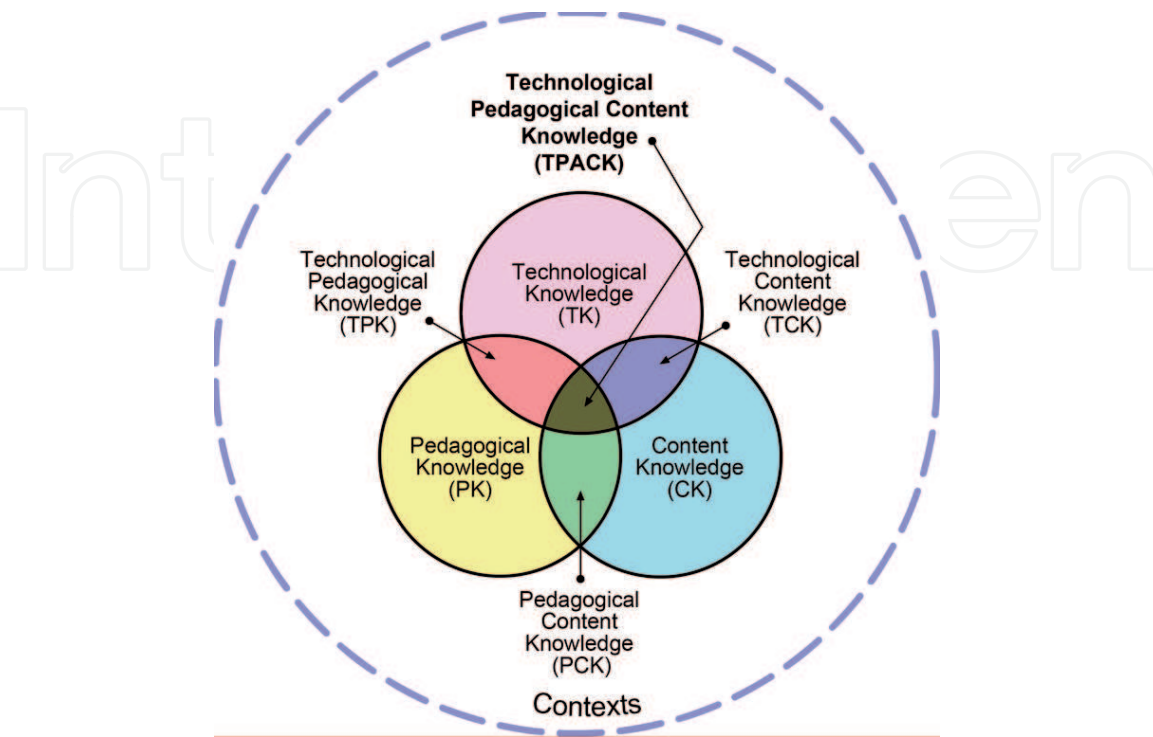 Technological
Pedagogical Content
Knowledge
(TPACK)
Technological
Pedagogical
Knowledge
(TPK)
Technological
Knowledge
(TK)
Technological
Content
Knowledge
(TCK)
Pedagogical
Knowledge
(PK)
Content
Knowledge
(CK)
Pedagogical
Content
Knowledge
(PCK)
Contexts